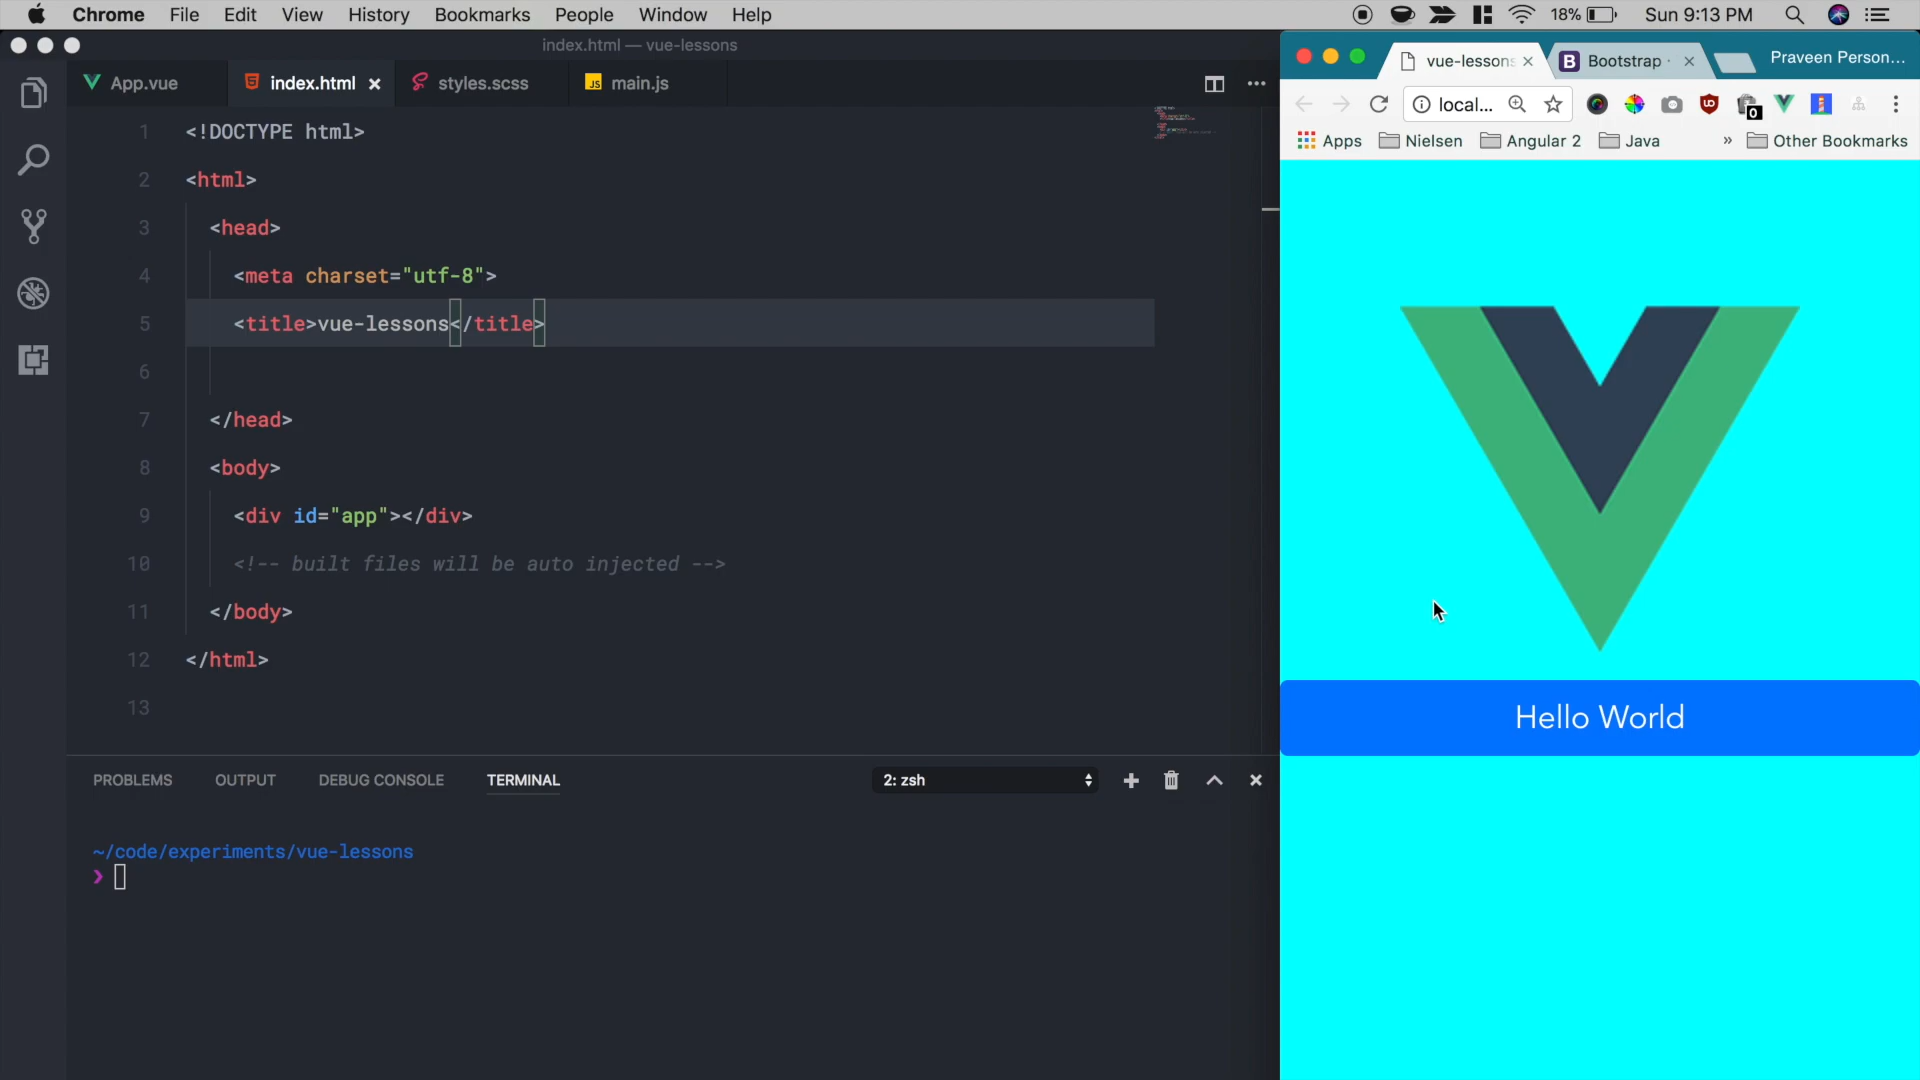 Chrome File Edit View History Bookmarks People Window Help 18% Sun 9:13 PM
index.html — vue-lessons
App.vue index.html styles.scss JS main.js
1 <!DOCTYPE html>
2 <html>
3 <head>
4 <meta charset="utf-8">
5 <title>vue-lessons</title>
6
7 </head>
8 <body>
9 <div id="app"></div>
10 <!-- built files will be auto injected -->
11 </body>
12 </html>
13
PROBLEMS OUTPUT DEBUG CONSOLE TERMINAL 2: zsh
~/code/experiments/vue-lessons
❯
vue-lessons B Bootstrap · Praveen Person...
local... 0
Apps Nielsen Angular 2 Java » Other Bookmarks
Hello World